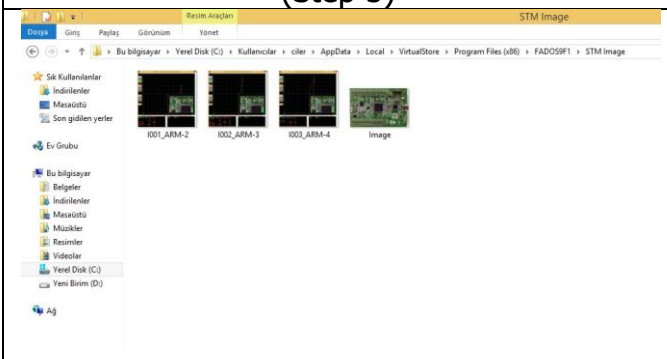 (Step 5)
Resim Araçları
STM Image
Dosya Giriş Paylaş Görünüm Yönet
Bu bilgisayar Yerel Disk (C:) Kullanıcılar ciler AppData Local VirtualStore Program Files (x86) FADOS9F1 STM Image
Sık Kullanılanlar
İndirilenler
Masaüstü
Son gidilen yerler
I001_ARM-2 I002_ARM-3 I003_ARM-4 Image
Ev Grubu
Bu bilgisayar
Belgeler
İndirilenler
Masaüstü
Müzikler
Resimler
Videolar
Yerel Disk (C:)
Yeni Birim (D:)
Ağ